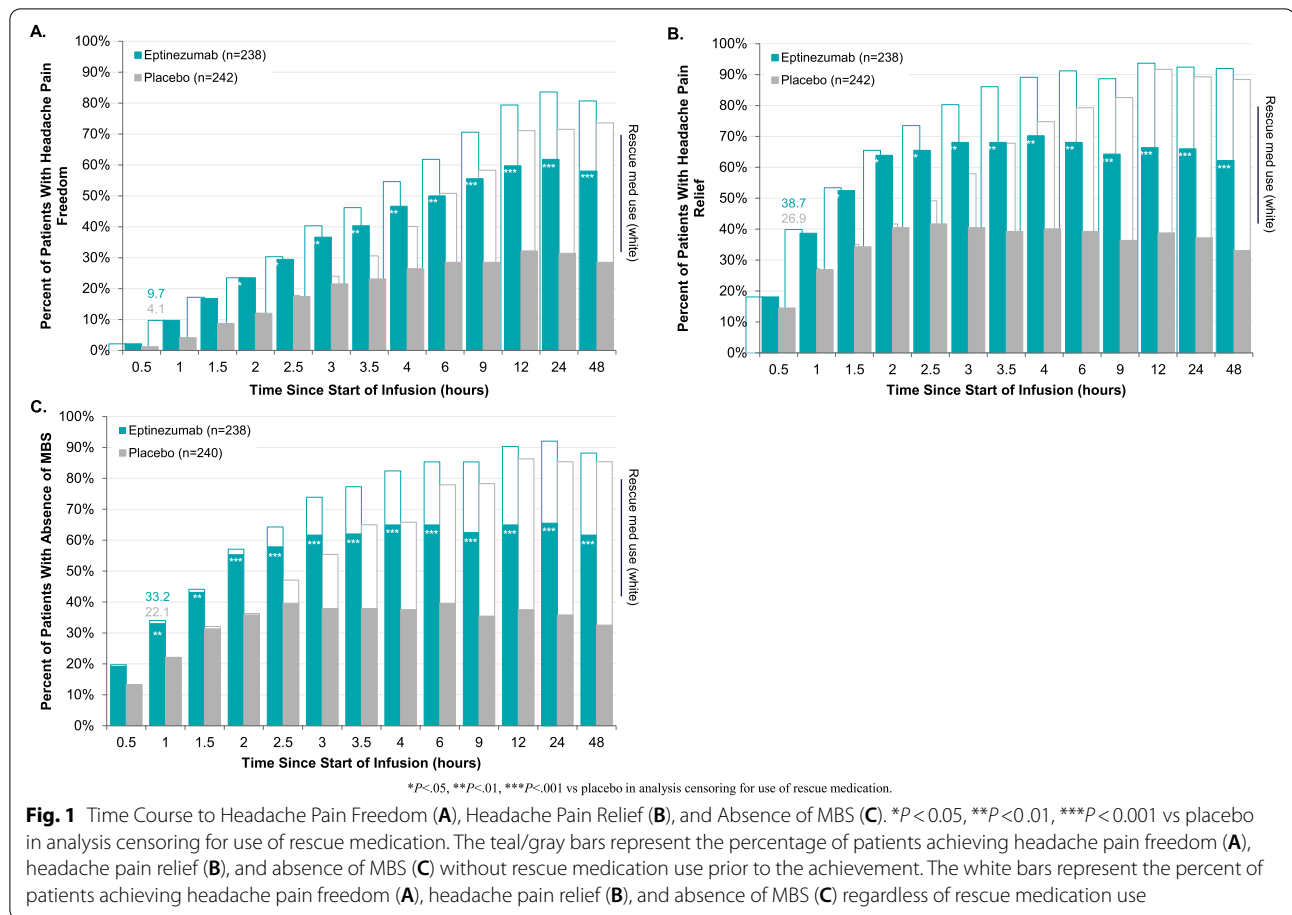 A.
Percent of Patients With Headache Pain
Freedom
100%
90%
80%
70%
60%
50%
40%
30%
20%
10%
0%
Eptinezumab (n=238)
Placebo (n=242)
9.7
4.1
*
*
**
**
**
***
***
***
***
Rescue med use (white)
0.5 1 1.5 2 2.5 3 3.5 4 6 9 12 24 48
Time Since Start of Infusion (hours)
B.
Percent of Patients With Headache Pain
Relief
100%
90%
80%
70%
60%
50%
40%
30%
20%
10%
0%
Eptinezumab (n=238)
Placebo (n=242)
38.7
26.9
***
***
***
Rescue med use (white)
0.5 1 1.5 2 2.5 3 3.5 4 6 9 12 24 48
Time Since Start of Infusion (hours)
C.
Percent of Patients With Absence of MBS
100%
90%
80%
70%
60%
50%
40%
30%
20%
10%
0%
Eptinezumab (n=238)
Placebo (n=240)
33.2
22.1
**
**
***
***
***
***
***
***
***
***
***
***
Rescue med use (white)
0.5 1 1.5 2 2.5 3 3.5 4 6 9 12 24 48
Time Since Start of Infusion (hours)
*P<.05, **P<.01, ***P<.001 vs placebo in analysis censoring for use of rescue medication.
Fig. 1 Time Course to Headache Pain Freedom (A), Headache Pain Relief (B), and Absence of MBS (C). *P < 0.05, **P < 0.01, ***P < 0.001 vs placebo
in analysis censoring for use of rescue medication. The teal/gray bars represent the percentage of patients achieving headache pain freedom (A),
headache pain relief (B), and absence of MBS (C) without rescue medication use prior to the achievement. The white bars represent the percent of
patients achieving headache pain freedom (A), headache pain relief (B), and absence of MBS (C) regardless of rescue medication use